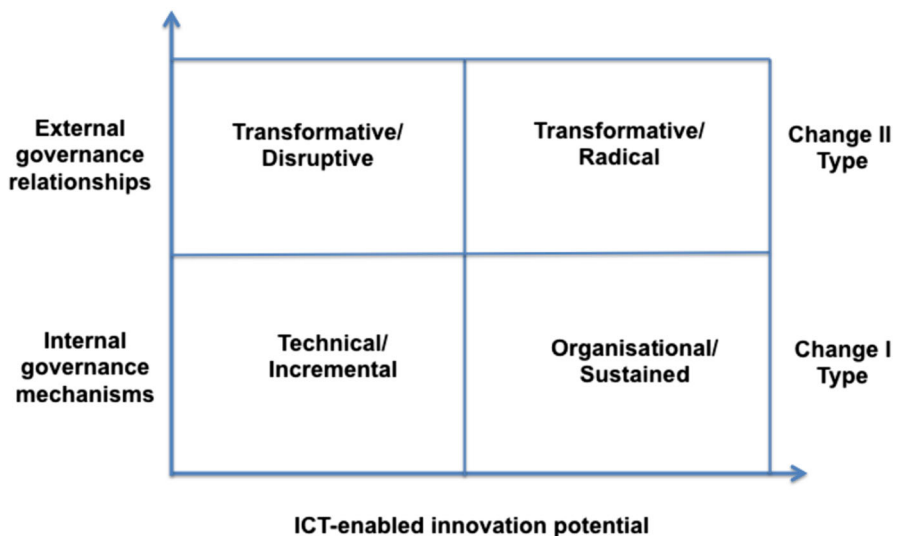 External
governance
relationships
Transformative/
Disruptive
Transformative/
Radical
Change II
Type
Internal
governance
mechanisms
Technical/
Incremental
Organisational/
Sustained
Change I
Type
ICT-enabled innovation potential